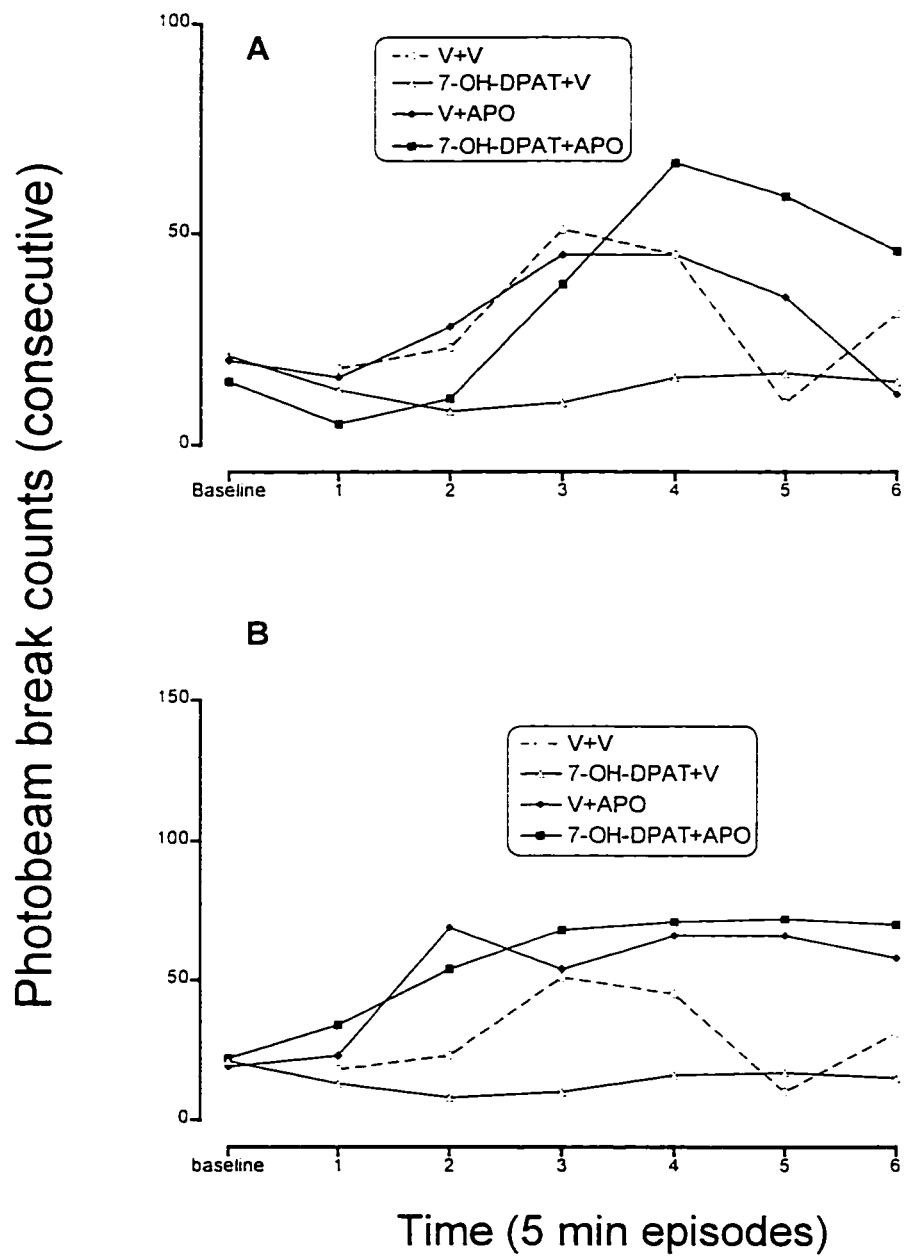 Photobeam break counts (consecutive)
A
100
50
0
V+V
7-OH-DPAT+V
V+APO
7-OH-DPAT+APO
Baseline 1 2 3 4 5 6
B
150
100
50
0
V+V
7-OH-DPAT+V
V+APO
7-OH-DPAT+APO
baseline 1 2 3 4 5 6
Time (5 min episodes)